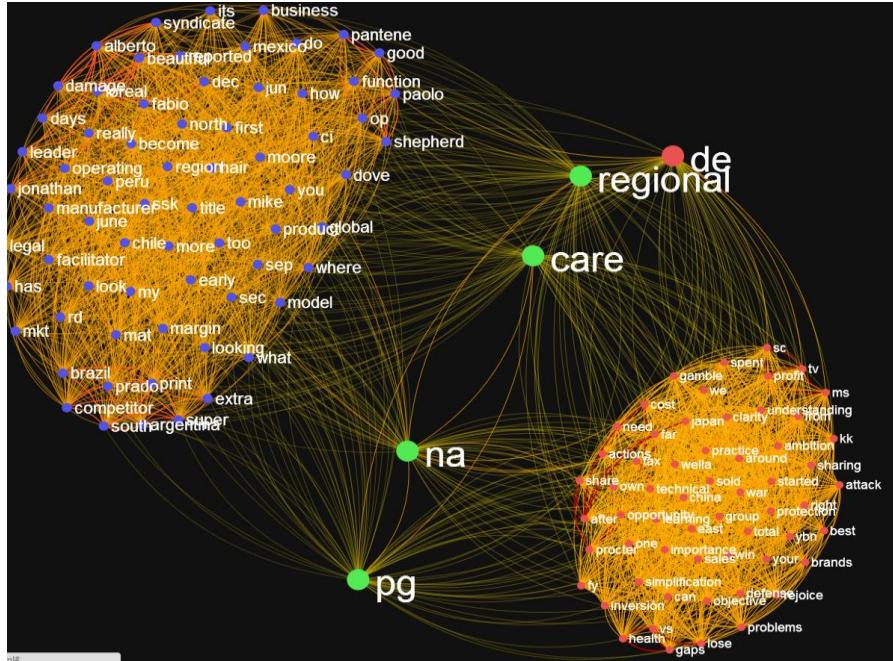 its
business
syndicate
pantene
alberto
beautiful
reported
mexico
do
good
damage
loreal
dec
jun
how
function
paolo
days
fabio
really
north
first
op
leader
become
ci
shepherd
operating
region
hair
moore
jonathan
peru
you
dove
manufacturer
ssk
title
mike
june
product
global
legal
chile
more
too
facilitator
sep
where
has
look
my
early
sec
model
rd
mkt
mat
margin
looking
what
brazil
prado
print
extra
competitor
south
argentina
super
de
regional
care
na
pg
sc
spent
tv
gamble
we
profit
ms
cost
japan
clarity
understanding
from
need
far
kk
actions
tax
practice
ambition
wella
around
sharing
share
own
technical
sold
started
attack
china
war
after
opportunity
learning
group
right
protection
east
total
ybn
best
procter
one
importance
sales
win
your
brands
fy
simplification
can
objective
defense
rejoice
inversion
vs
health
lose
problems
gaps